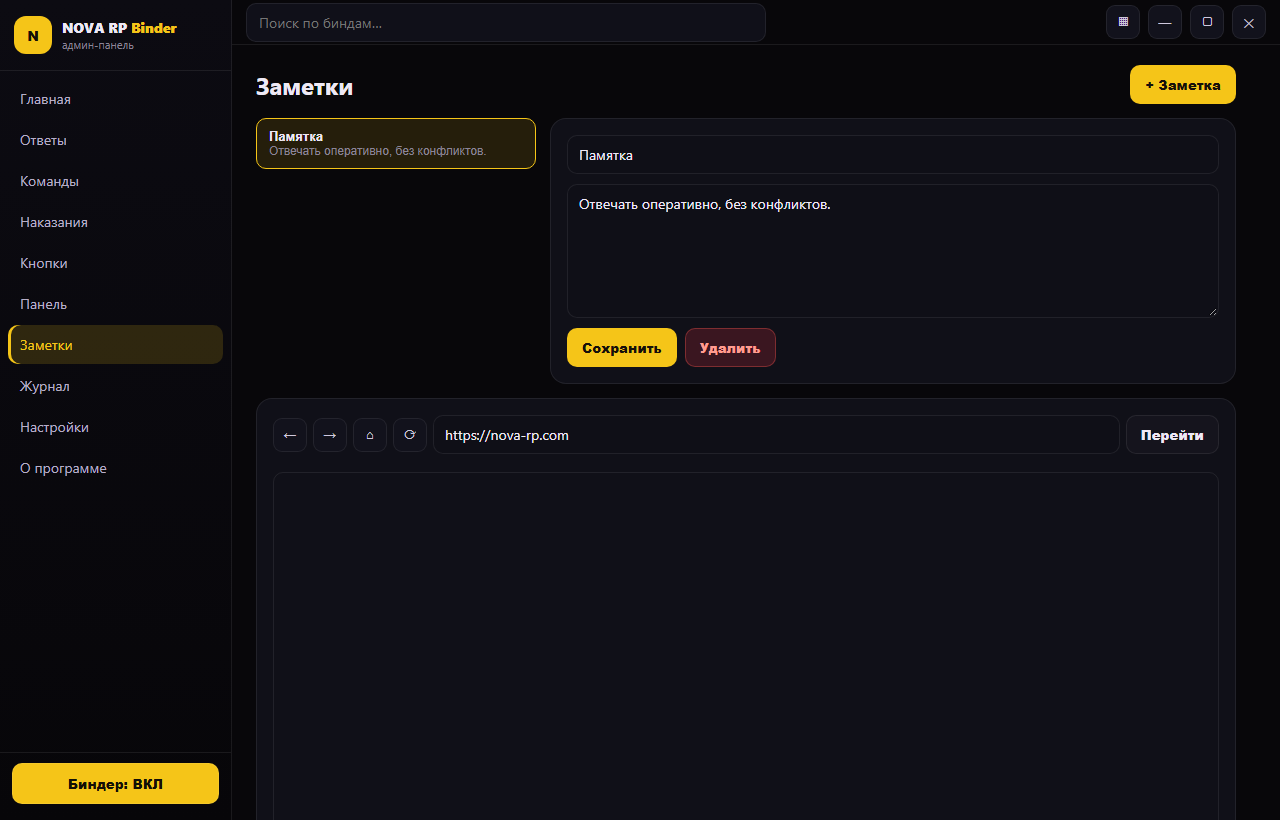 N
NOVA RP Binder
админ-панель
Поиск по биндам...
Главная
Ответы
Команды
Наказания
Кнопки
Панель
Заметки
Журнал
Настройки
О программе
Биндер: ВКЛ
Заметки
+ Заметка
Памятка
Отвечать оперативно, без конфликтов.
Памятка
Отвечать оперативно, без конфликтов.
Сохранить
Удалить
https://nova-rp.com
Перейти